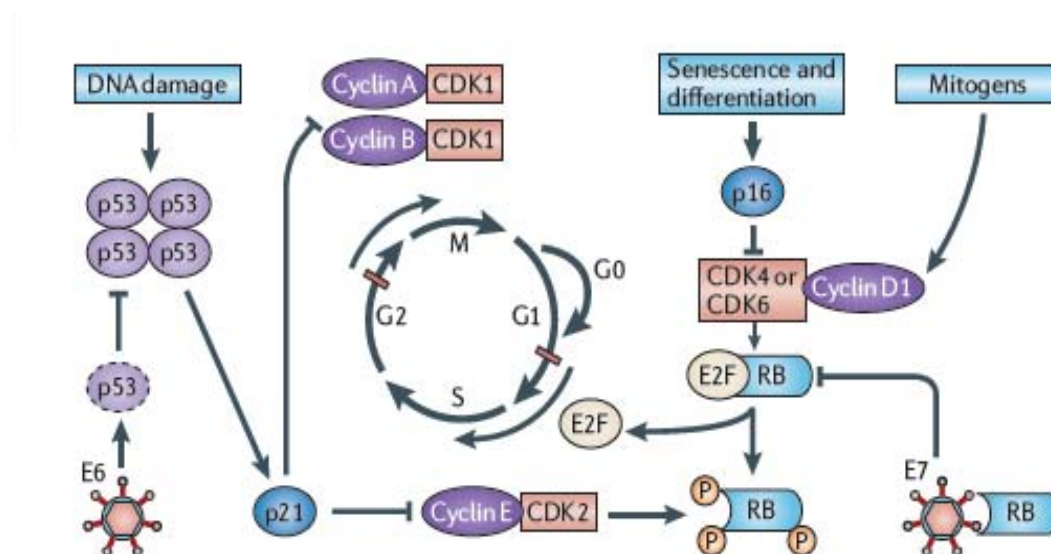 DNA damage
Cyclin A CDK1
Cyclin B CDK1
Senescence and
differentiation
Mitogens
p53 p53
p53 p53
p16
M
G0
G2
G1
S
CDK4 or
CDK6
Cyclin D1
p53
E2F RB
E2F
E6
E7
p21
Cyclin E CDK2
P
RB
P
P
RB